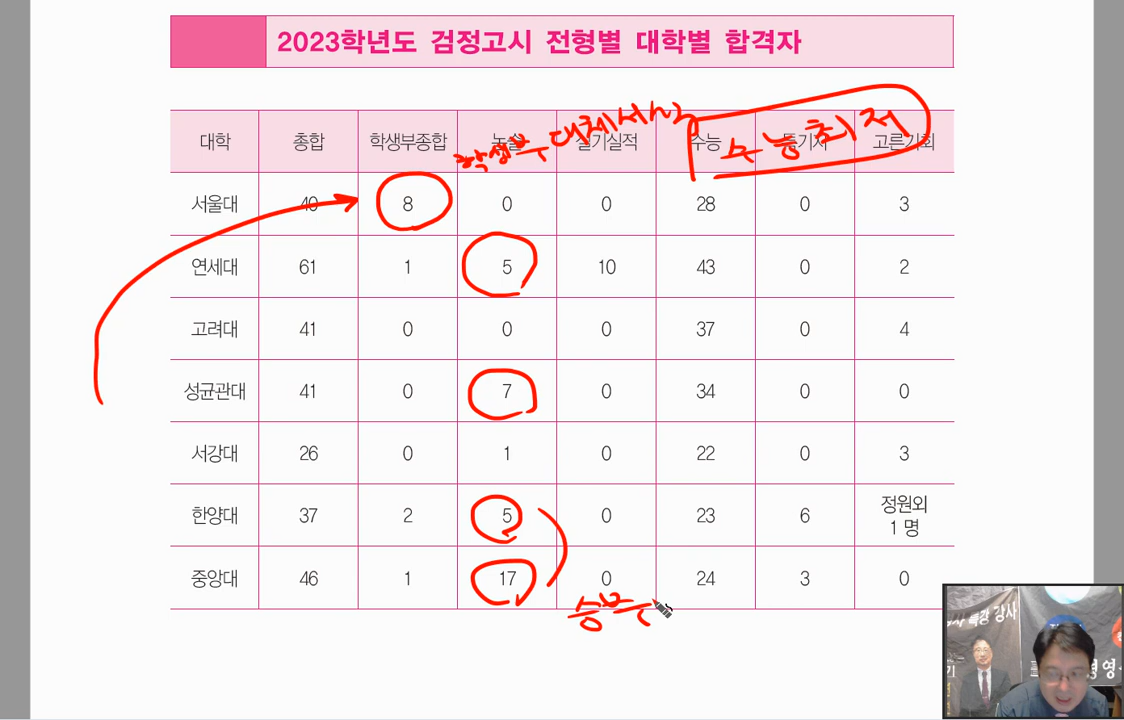 2023학년도 검정고시 전형별 대학별 합격자
학생부 대체서식
수능최저
대학 총합 학생부종합 논술 실기실적 수능 특기자 고른기회
서울대 40 8 0 0 28 0 3
연세대 61 1 5 10 43 0 2
고려대 41 0 0 0 37 0 4
성균관대 41 0 7 0 34 0 0
서강대 26 0 1 0 22 0 3
한양대 37 2 5 0 23 6 정원외
1 명
중앙대 46 1 17 0 24 3 0
승부
특강 강사